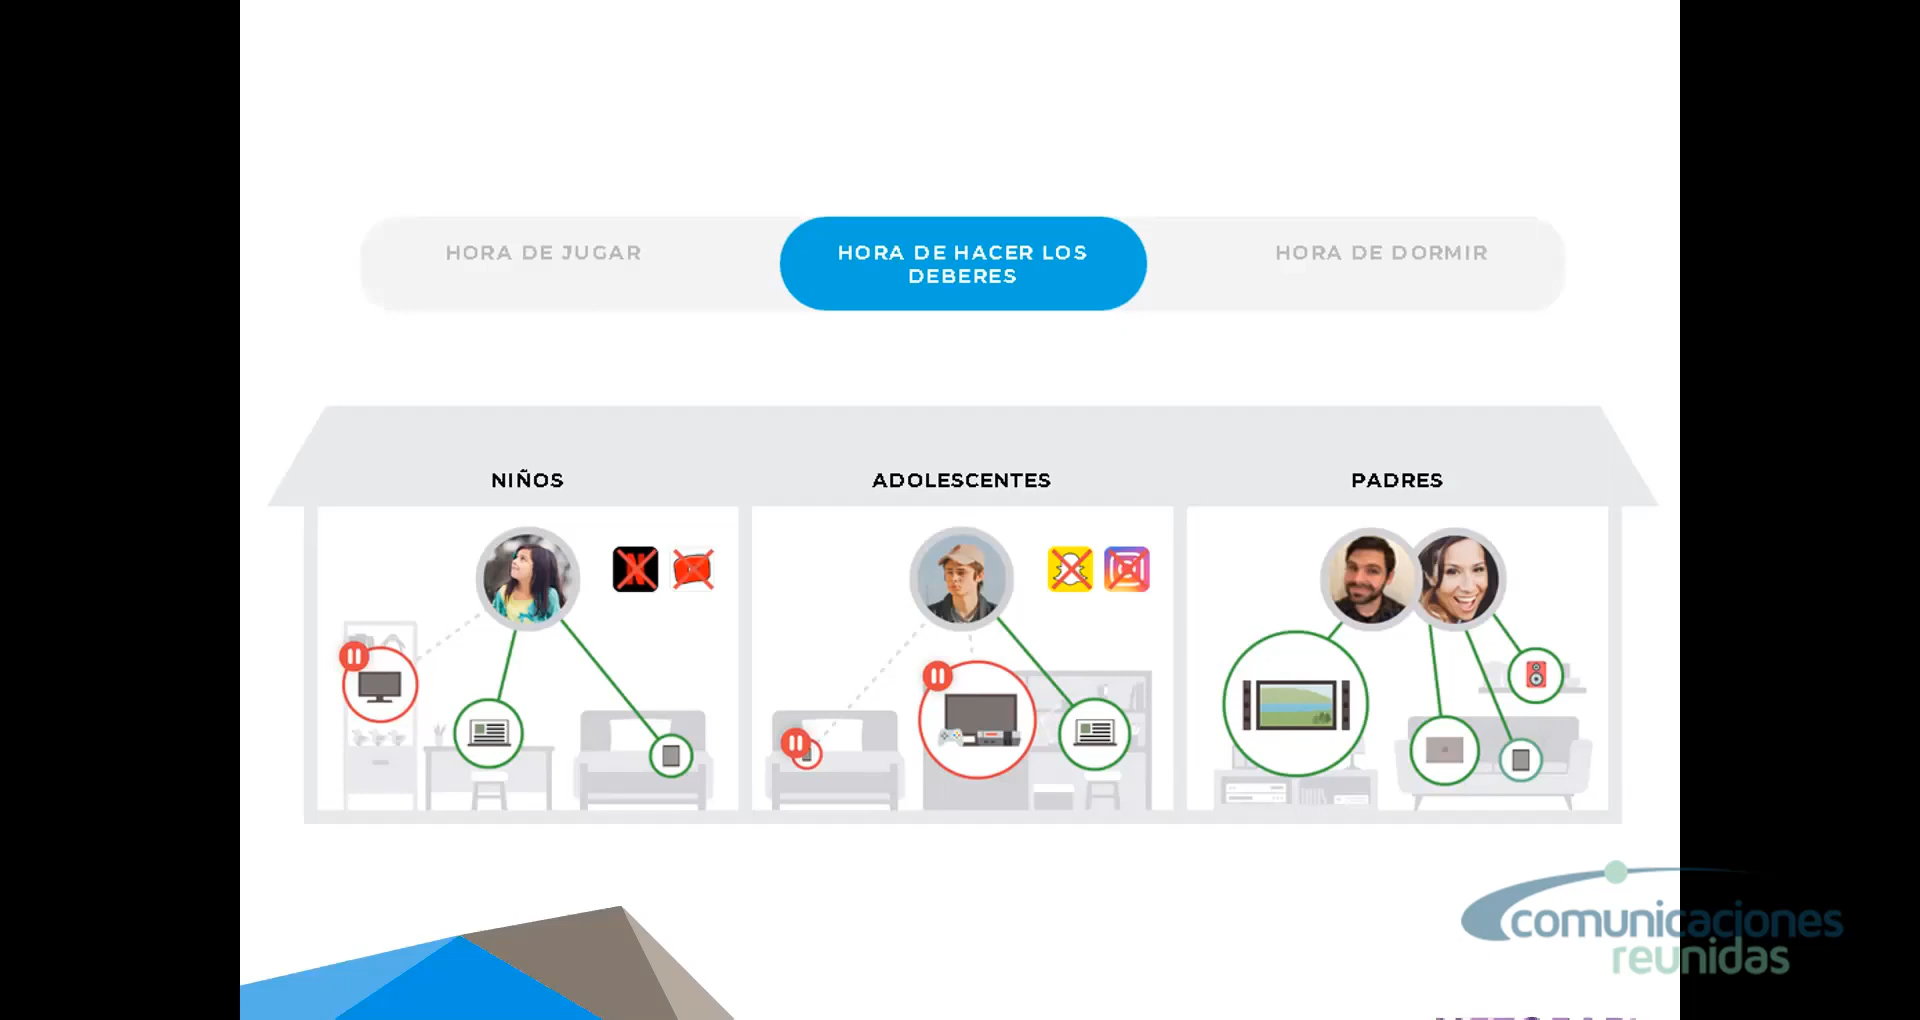 HORA DE JUGAR
HORA DE HACER LOS
DEBERES
HORA DE DORMIR
NIÑOS
ADOLESCENTES
PADRES
comunicaciones
reunidas